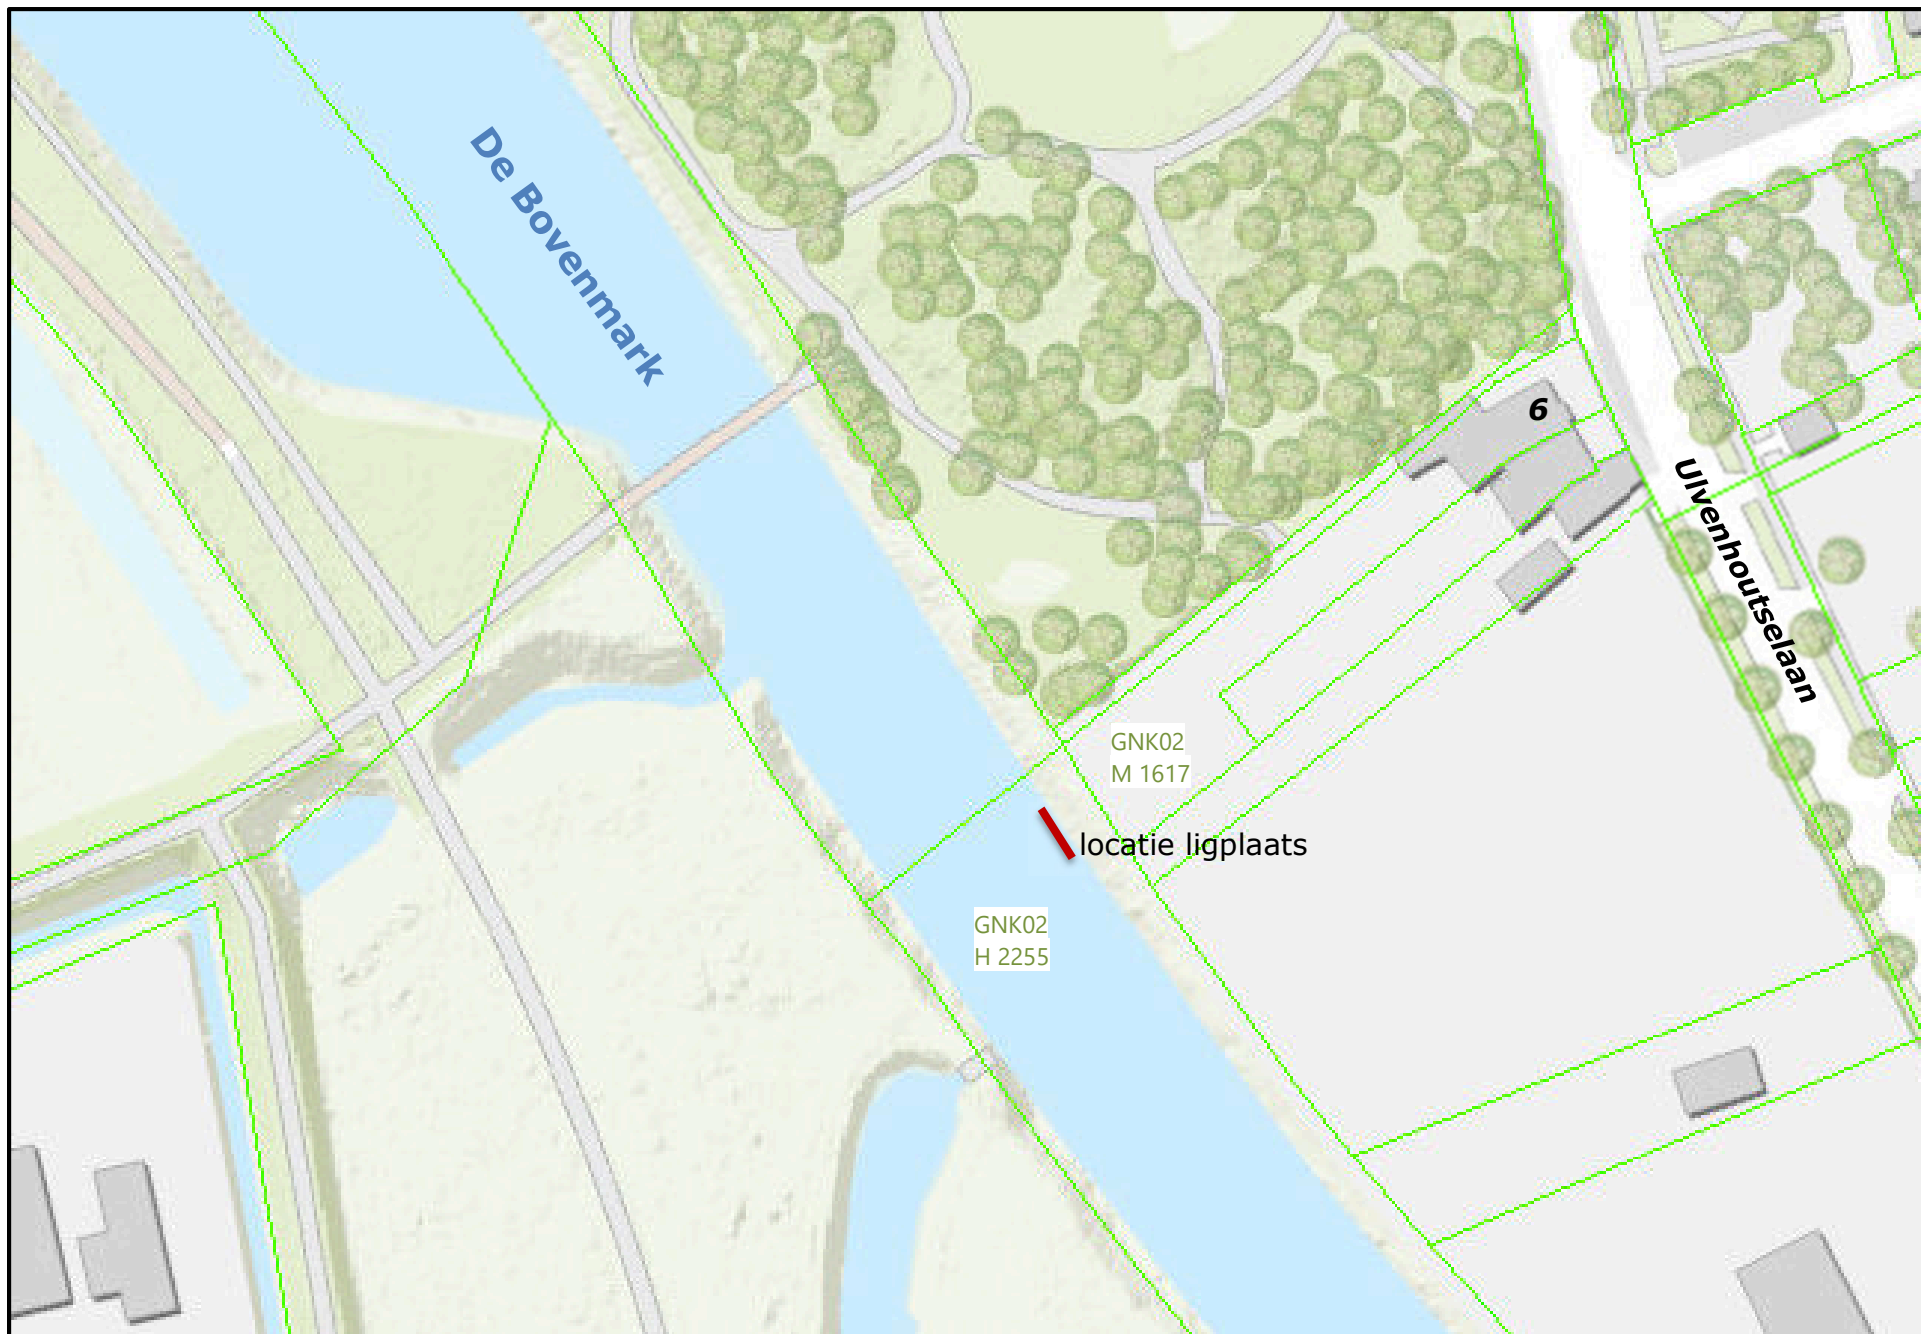 De Bovenmark
6
Ulvenhoutselaan
GNK02
M 1617
locatie ligplaats
GNK02
H 2255